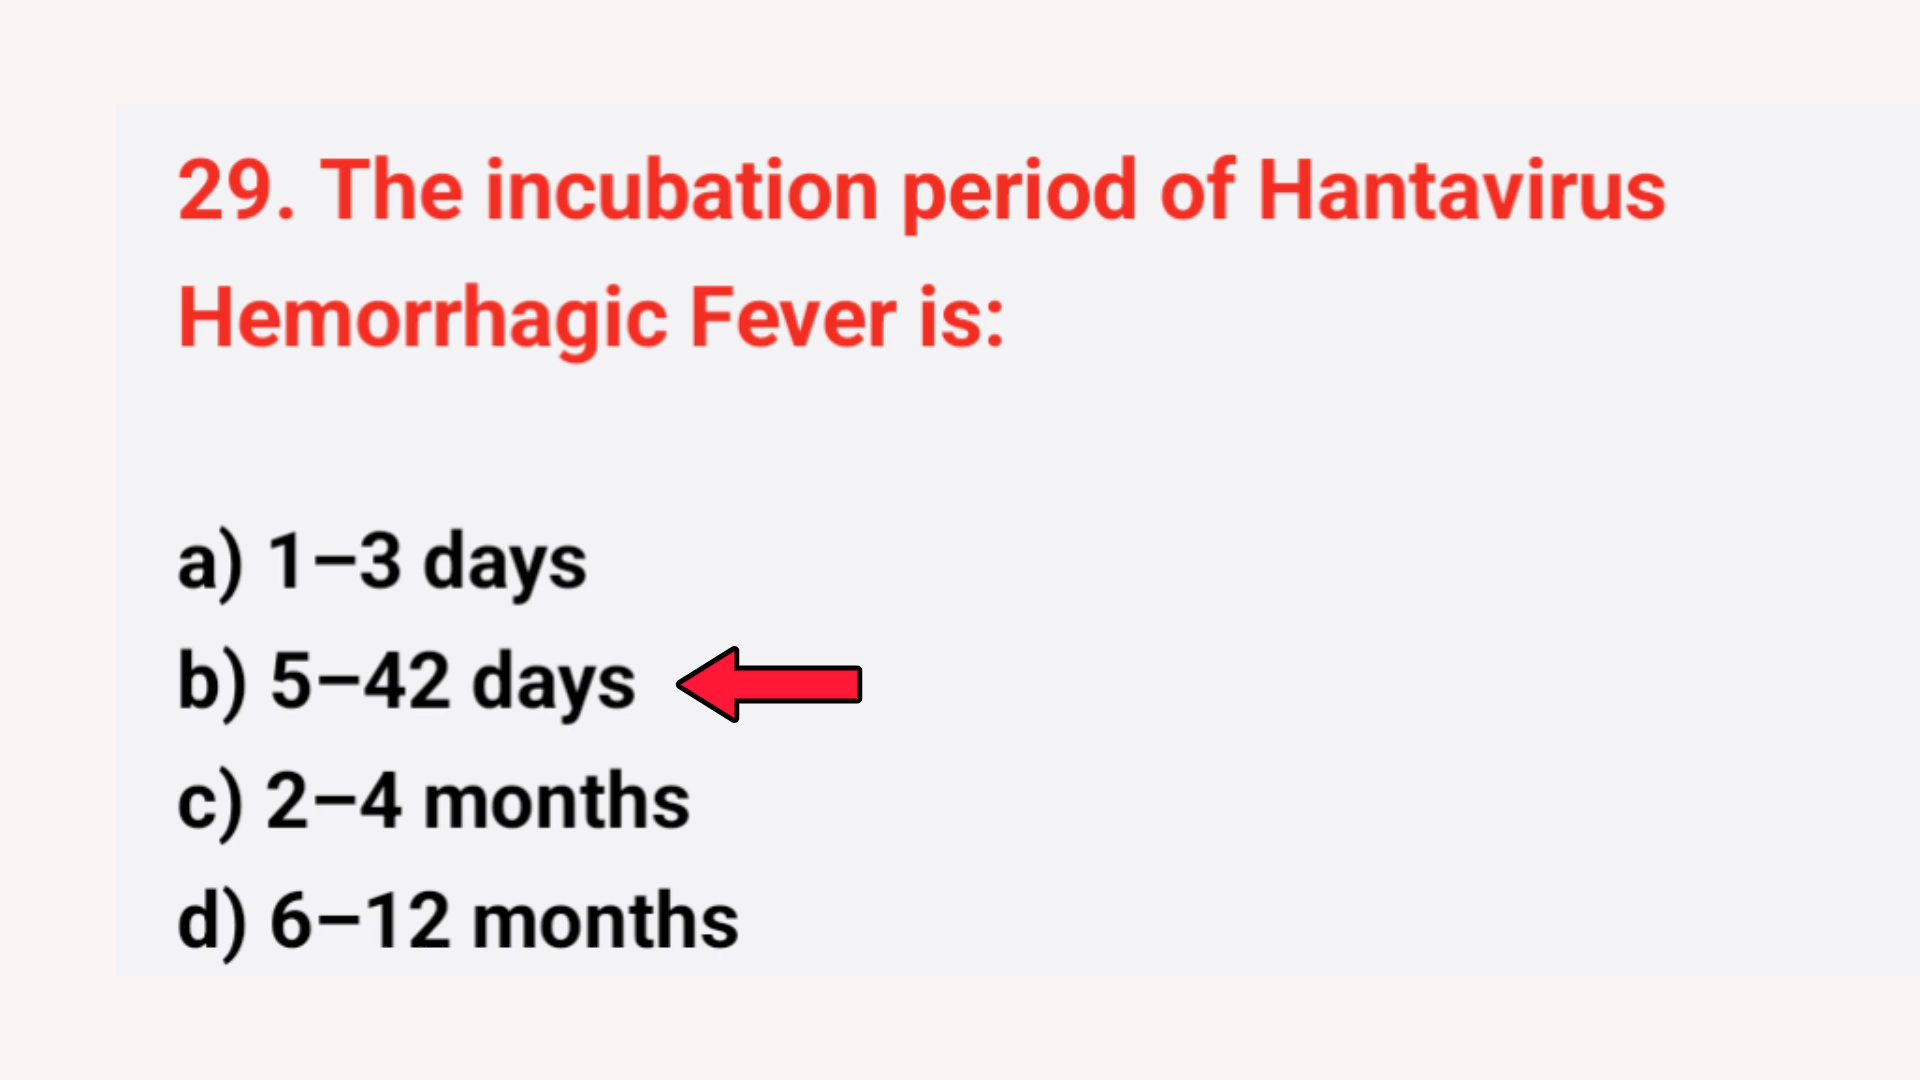 29. The incubation period of Hantavirus
Hemorrhagic Fever is:
a) 1–3 days
b) 5–42 days
c) 2–4 months
d) 6–12 months